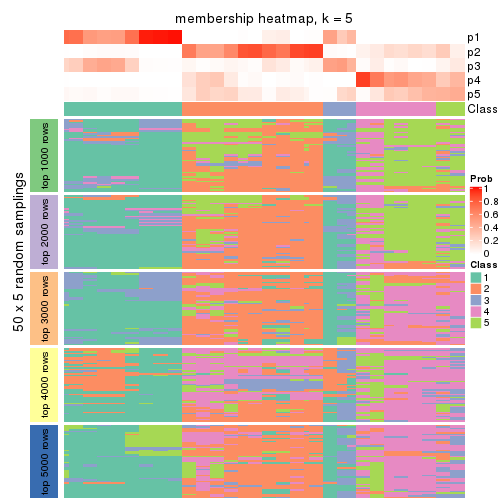 membership heatmap, k = 5
p1
p2
p3
p4
p5
Class
50 x 5 random samplings
top 1000 rows
top 2000 rows
top 3000 rows
top 4000 rows
top 5000 rows
Prob
1
0.8
0.6
0.4
0.2
0
Class
1
2
3
4
5